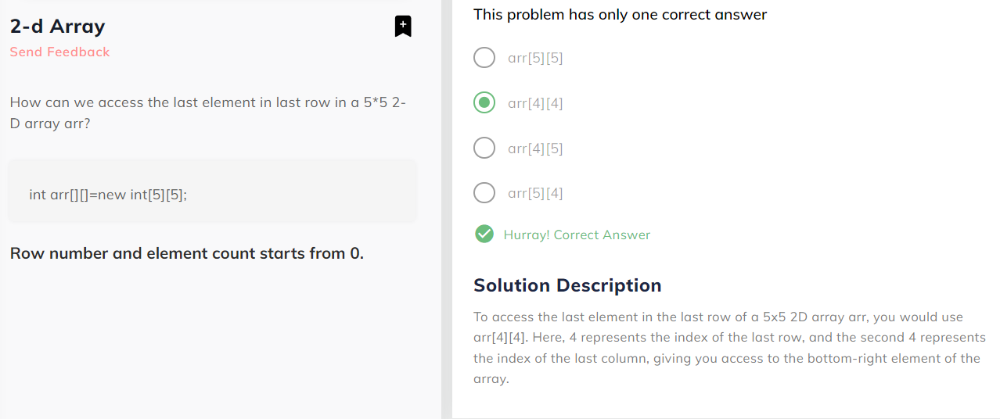 2-d Array
Send Feedback
How can we access the last element in last row in a 5*5 2-
D array arr?
int arr[][]=new int[5][5];
Row number and element count starts from 0.
This problem has only one correct answer
arr[5][5]
arr[4][4]
arr[4][5]
arr[5][4]
Hurray! Correct Answer
Solution Description
To access the last element in the last row of a 5x5 2D array arr, you would use
arr[4][4]. Here, 4 represents the index of the last row, and the second 4 represents
the index of the last column, giving you access to the bottom-right element of the
array.